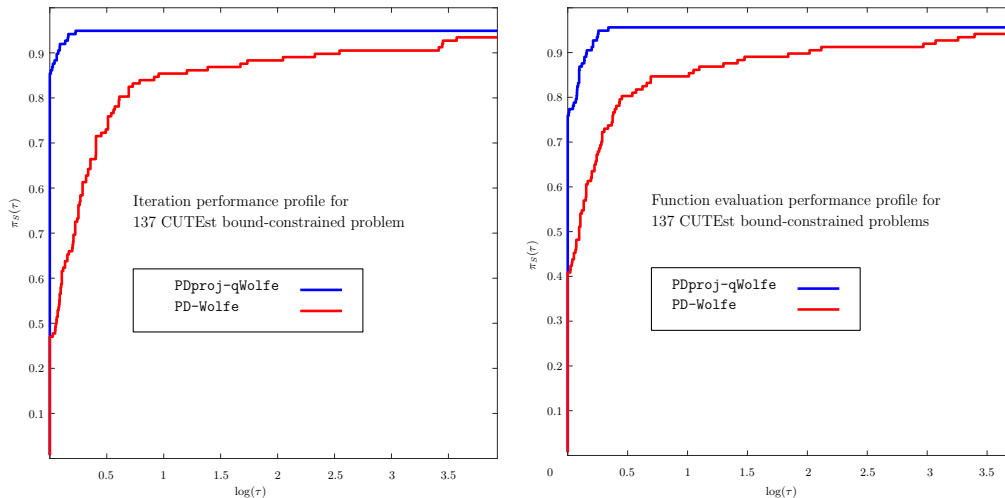 0.9
0.8
0.7
0.8
0.7
0.6
0.5
0.2
0.1
π_S(τ)
Iteration performance profile for
137 CUTEst bound-constrained problem
PDproj-qWolfe
PD-Wolfe
0.5
1
1.5
2
2.5
3
3.5
log(τ)
0.9
0.8
0.7
0.6
0.5
0.4
0.3
0.2
0.1
π_S(τ)
Function evaluation performance profile for
137 CUTEst bound-constrained problems
PDproj-qWolfe
PD-Wolfe
0
0.5
1
1.5
2
2.5
3
3.5
log(τ)